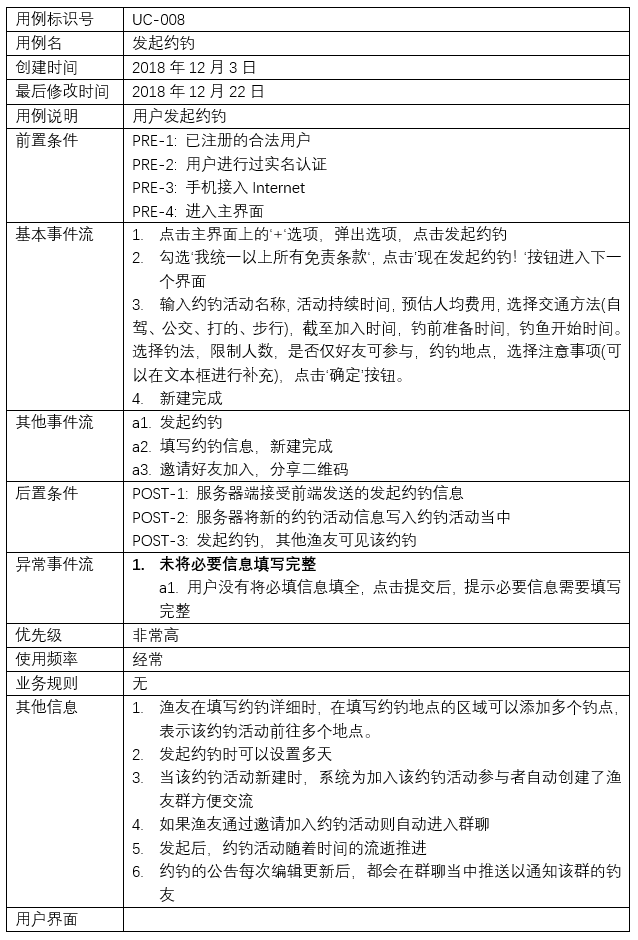 用例标识号 UC-008
用例名 发起约钓
创建时间 2018 年 12 月 3 日
最后修改时间 2018 年 12 月 22 日
用例说明 用户发起约钓
前置条件 PRE-1: 已注册的合法用户
PRE-2: 用户进行过实名认证
PRE-3: 手机接入 Internet
PRE-4: 进入主界面
基本事件流 1. 点击主界面上的‘+‘选项，弹出选项，点击发起约钓
2. 勾选‘我统一以上所有免责条款‘，点击’现在发起约钓！‘按钮进入下一
个界面
3. 输入约钓活动名称，活动持续时间，预估人均费用，选择交通方法(自
驾、公交、打的、步行)，截至加入时间，钓前准备时间，钓鱼开始时间。
选择钓法，限制人数，是否仅好友可参与，约钓地点，选择注意事项(可
以在文本框进行补充)，点击‘确定’按钮。
4. 新建完成
其他事件流 a1. 发起约钓
a2. 填写约钓信息，新建完成
a3. 邀请好友加入，分享二维码
后置条件 POST-1: 服务器端接受前端发送的发起约钓信息
POST-2: 服务器将新的约钓活动信息写入约钓活动当中
POST-3: 发起约钓，其他渔友可见该约钓
异常事件流 1. 未将必要信息填写完整
a1. 用户没有将必填信息填全，点击提交后，提示必要信息需要填写
完整
优先级 非常高
使用频率 经常
业务规则 无
其他信息 1. 渔友在填写约钓详细时，在填写约钓地点的区域可以添加多个钓点，
表示该约钓活动前往多个地点。
2. 发起约钓时可以设置多天
3. 当该约钓活动新建时，系统为加入该约钓活动参与者自动创建了渔
友群方便交流
4. 如果渔友通过邀请加入约钓活动则自动进入群聊
5. 发起后，约钓活动随着时间的流逝推进
6. 约钓的公告每次编辑更新后，都会在群聊当中推送以通知该群的钓
友
用户界面